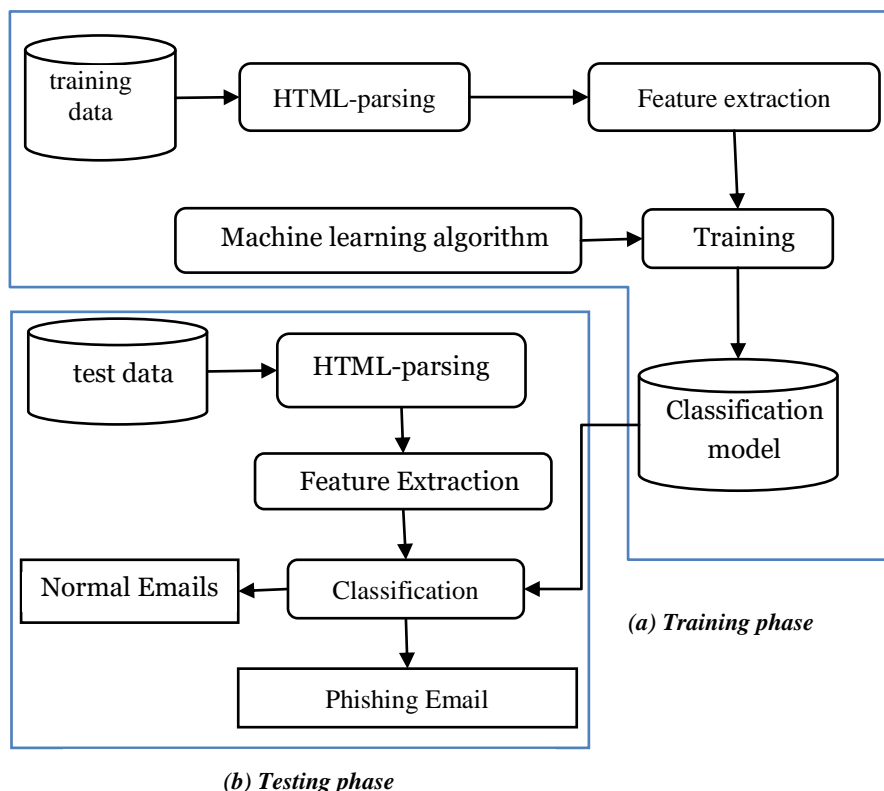 training
data
HTML-parsing
Feature extraction
Machine learning algorithm
Training
Classification
model
(a) Training phase
test data
HTML-parsing
Feature Extraction
Classification
Normal Emails
Phishing Email
(b) Testing phase